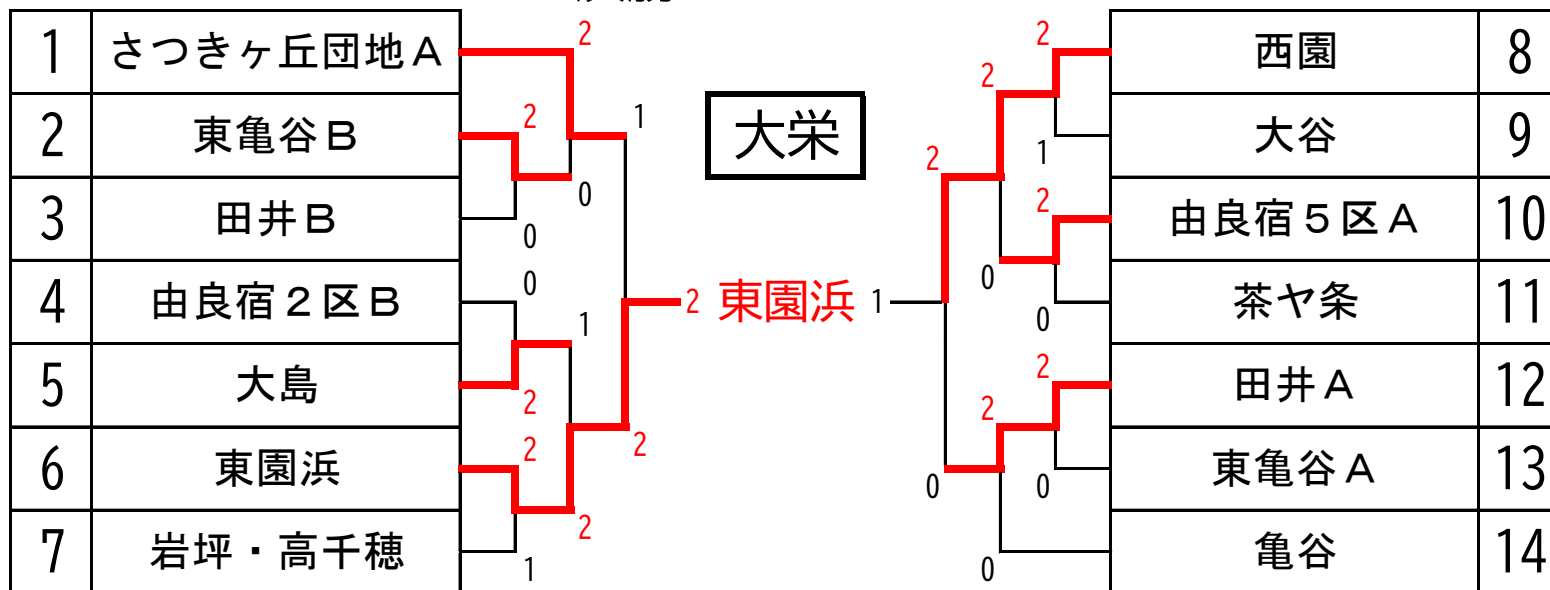 1 さつきヶ丘団地A
2 東亀谷B
3 田井B
4 由良宿2区B
5 大島
6 東園浜
7 岩坪・高千穂
2
2
1
0
0
0
1
2
2
2
2
1
大栄
2 東園浜 1
2
2
1
2
2
0
0
2
2
0
0
0
西園 8
大谷 9
由良宿5区A 10
茶ヤ条 11
田井A 12
東亀谷A 13
亀谷 14